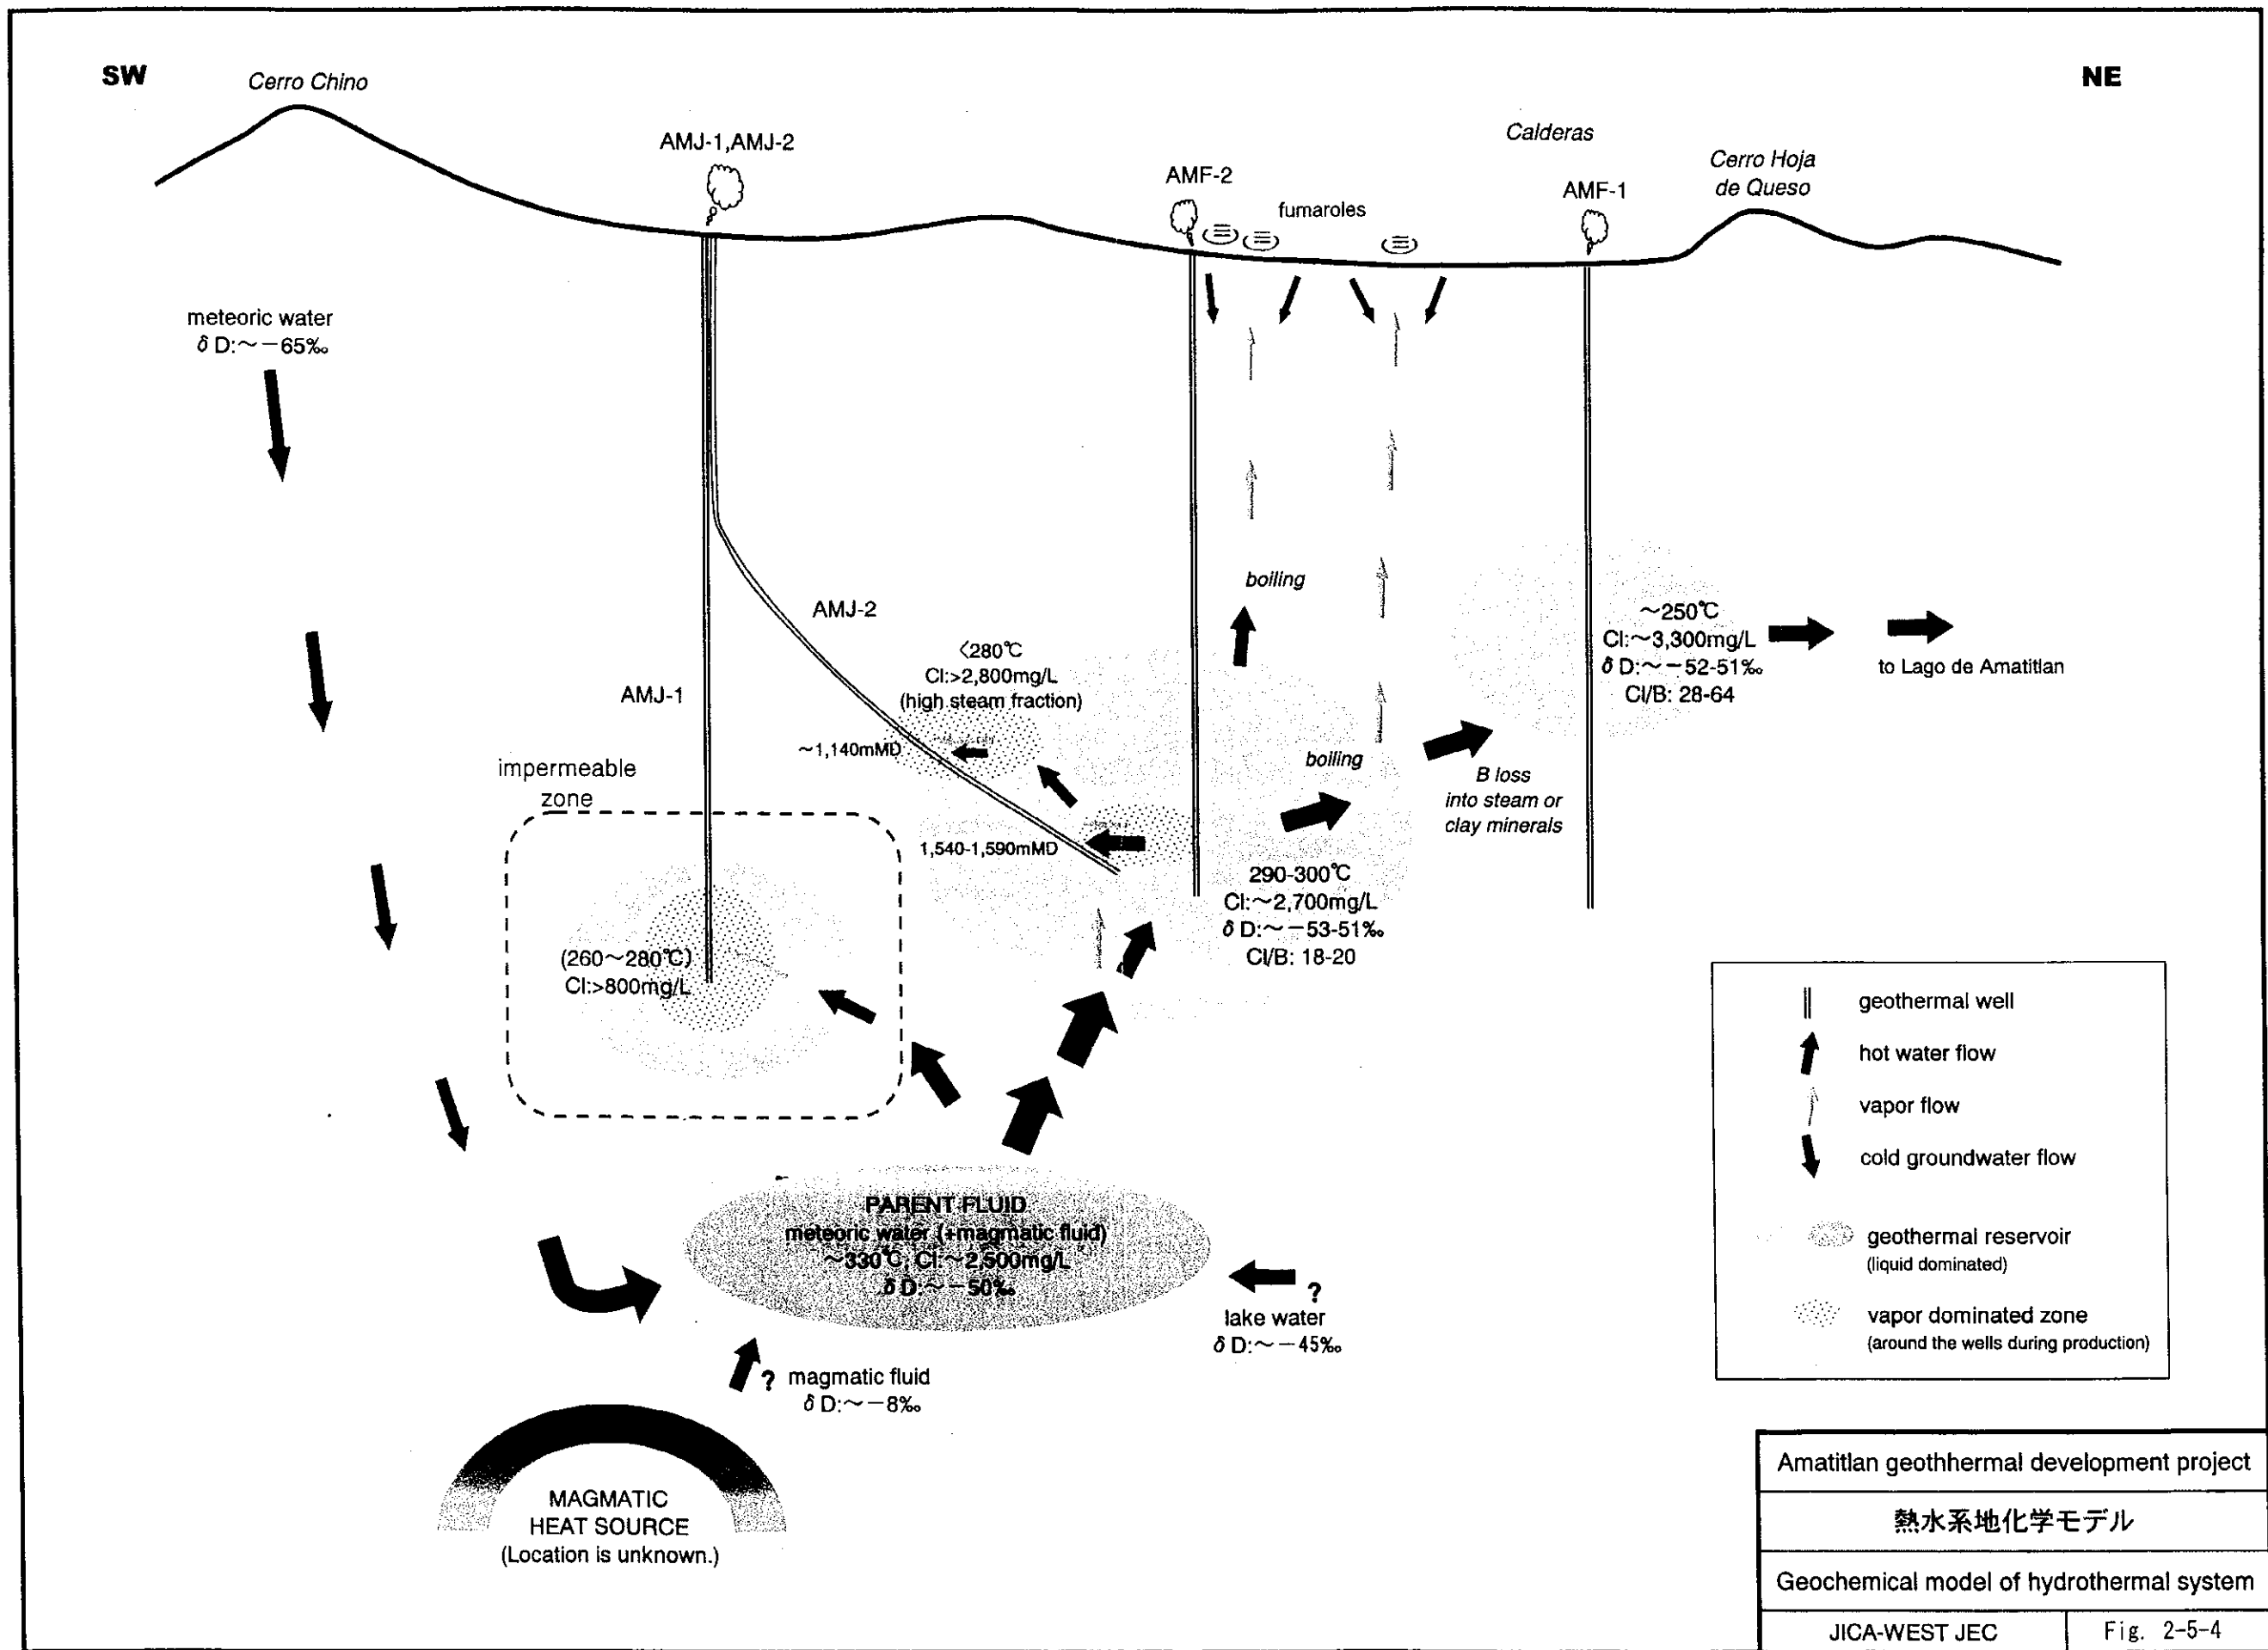 SW
NE
Cerro Chino
AMJ-1,AMJ-2
AMF-2
fumaroles
Calderas
AMF-1
Cerro Hoja
de Queso
meteoric water
δ D:~-65‰
AMJ-2
boiling
<280℃
Cl:>2,800mg/L
(high steam fraction)
~250℃
Cl:~3,300mg/L
δ D:~-52-51‰
Cl/B: 28-64
to Lago de Amatitlan
AMJ-1
~1,140mMD
impermeable
zone
boiling
B loss
into steam or
clay minerals
1,540-1,590mMD
290-300℃
Cl:~2,700mg/L
δ D:~-53-51‰
Cl/B: 18-20
(260~280℃)
Cl:>800mg/L
PARENT FLUID
meteoric water (+magmatic fluid)
~330℃, Cl:~2,500mg/L
δ D:~-50‰
?
lake water
δ D:~-45‰
? magmatic fluid
δ D:~-8‰
MAGMATIC
HEAT SOURCE
(Location is unknown.)
geothermal well
hot water flow
vapor flow
cold groundwater flow
geothermal reservoir
(liquid dominated)
vapor dominated zone
(around the wells during production)
Amatitlan geothhermal development project
熱水系地化学モデル
Geochemical model of hydrothermal system
JICA-WEST JEC
Fig. 2-5-4